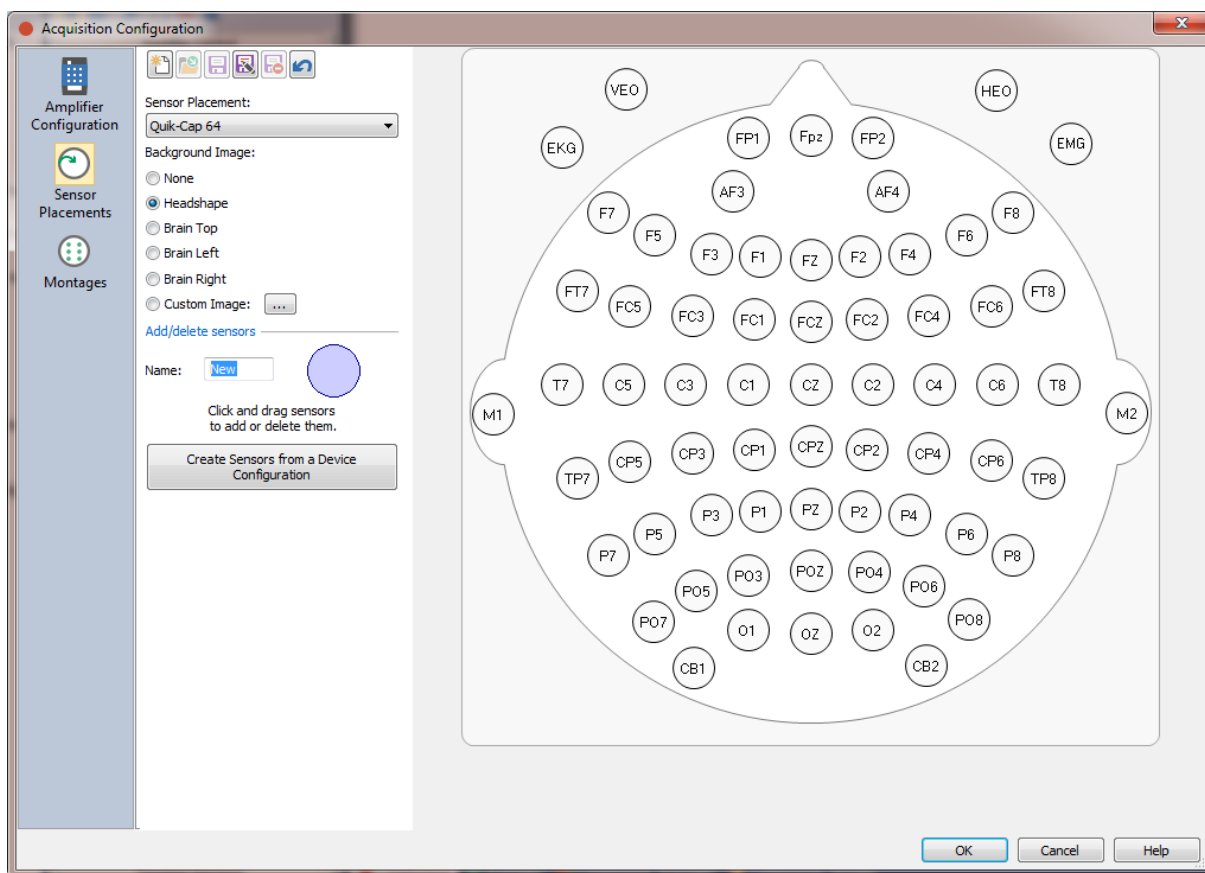 Acquisition Configuration
Amplifier
Configuration
Sensor
Placements
Montages
Sensor Placement:
Quik-Cap 64
Background Image:
None
Headshape
Brain Top
Brain Left
Brain Right
Custom Image:
...
Add/delete sensors
Name:
New
Click and drag sensors
to add or delete them.
Create Sensors from a Device
Configuration
VEO HEO
EKG EMG
FP1 Fpz FP2
AF3 AF4
F7 F5 F3 F1 FZ F2 F4 F6 F8
FT7 FC5 FC3 FC1 FCZ FC2 FC4 FC6 FT8
T7 C5 C3 C1 CZ C2 C4 C6 T8
M1 M2
TP7 CP5 CP3 CP1 CPZ CP2 CP4 CP6 TP8
P7 P5 P3 P1 PZ P2 P4 P6 P8
PO7 PO5 PO3 POZ PO4 PO6 PO8
O1 OZ O2
CB1 CB2
OK Cancel Help